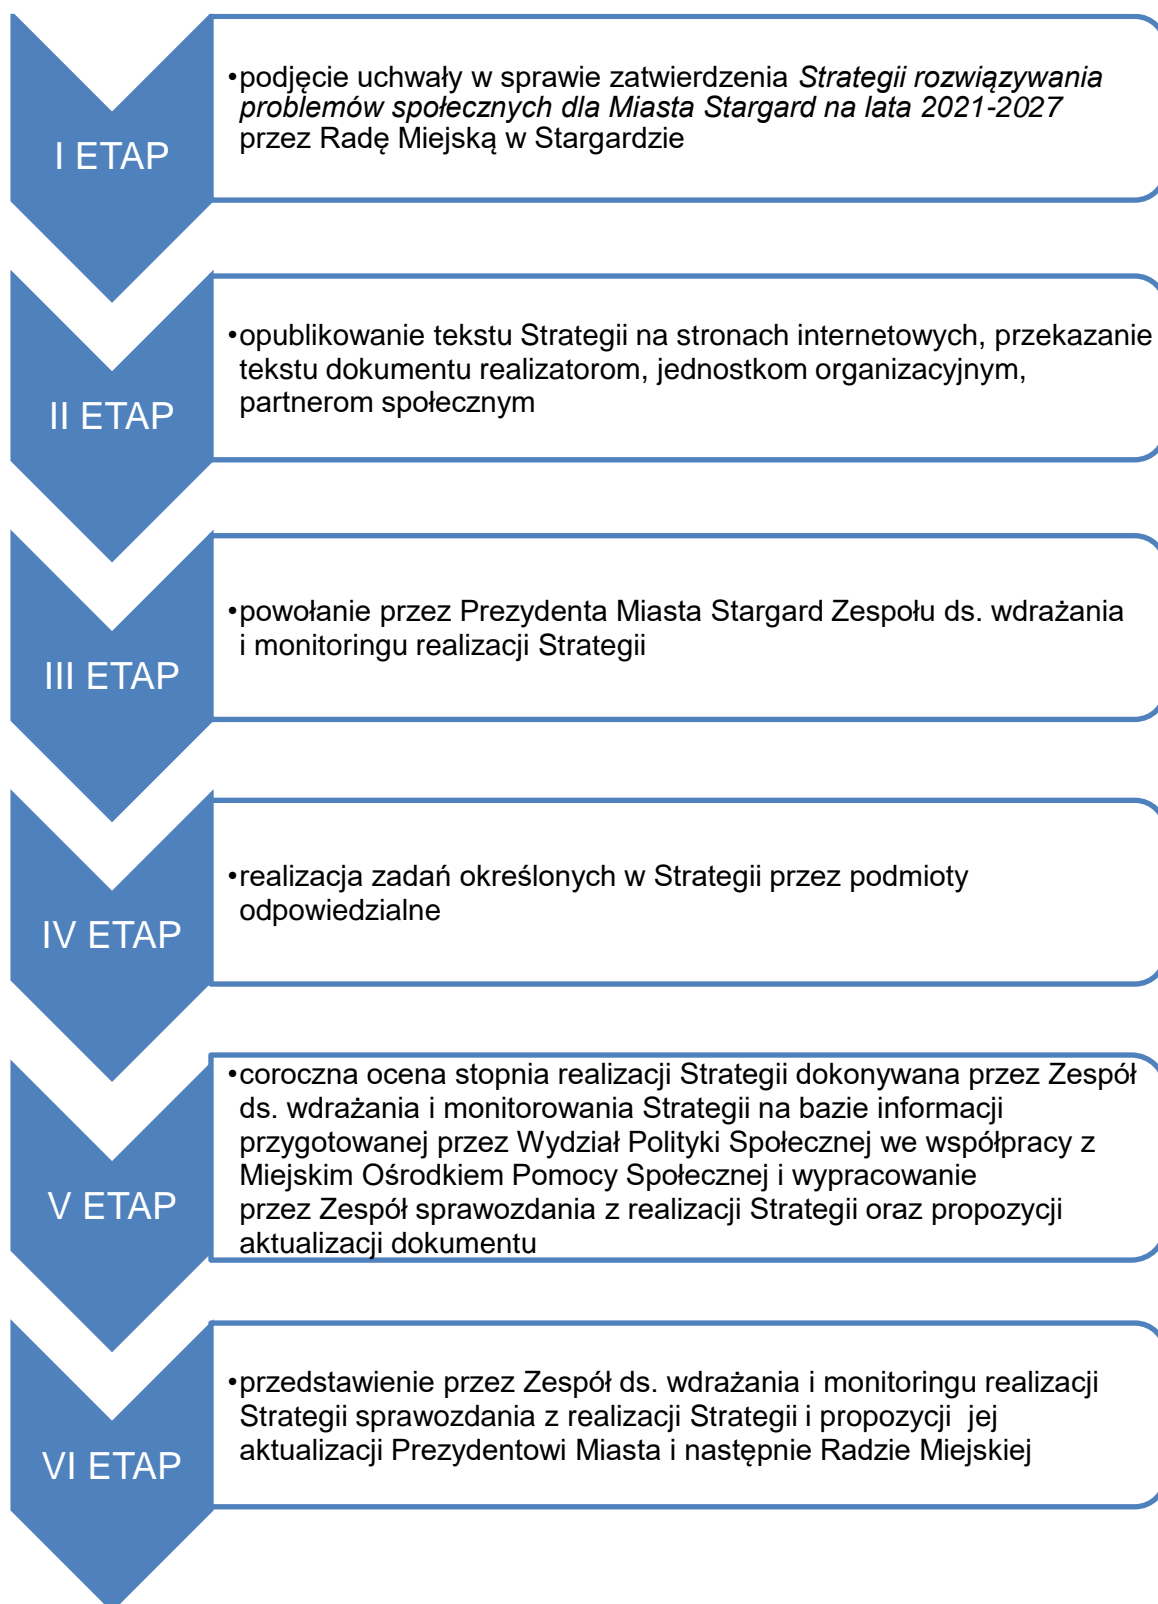 I ETAP
•podjęcie uchwały w sprawie zatwierdzenia Strategii rozwiązywania
problemów społecznych dla Miasta Stargard na lata 2021-2027
przez Radę Miejską w Stargardzie
II ETAP
•opublikowanie tekstu Strategii na stronach internetowych, przekazanie
tekstu dokumentu realizatorom, jednostkom organizacyjnym,
partnerom społecznym
III ETAP
•powołanie przez Prezydenta Miasta Stargard Zespołu ds. wdrażania
i monitoringu realizacji Strategii
IV ETAP
•realizacja zadań określonych w Strategii przez podmioty
odpowiedzialne
V ETAP
•coroczna ocena stopnia realizacji Strategii dokonywana przez Zespół
ds. wdrażania i monitorowania Strategii na bazie informacji
przygotowanej przez Wydział Polityki Społecznej we współpracy z
Miejskim Ośrodkiem Pomocy Społecznej i wypracowanie
przez Zespół sprawozdania z realizacji Strategii oraz propozycji
aktualizacji dokumentu
VI ETAP
•przedstawienie przez Zespół ds. wdrażania i monitoringu realizacji
Strategii sprawozdania z realizacji Strategii i propozycji  jej
aktualizacji Prezydentowi Miasta i następnie Radzie Miejskiej